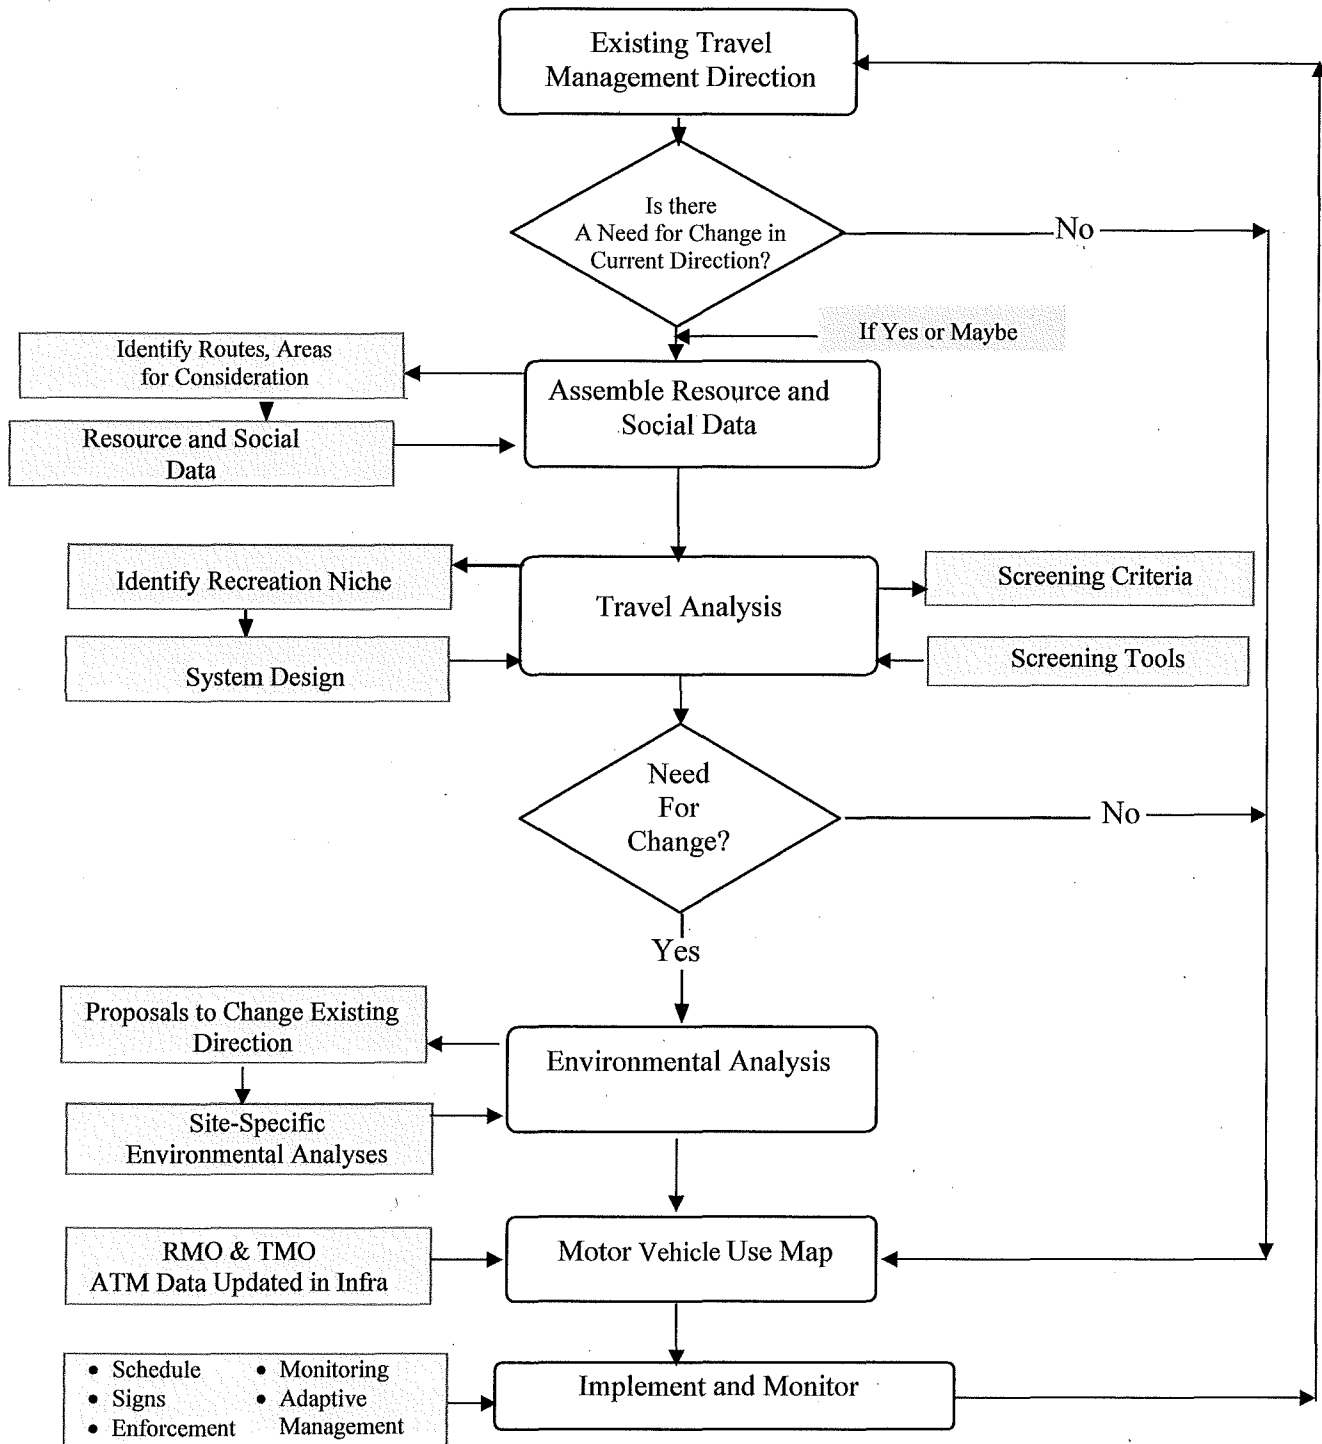 Existing Travel
Management Direction
Is there
A Need for Change in
Current Direction?
No
If Yes or Maybe
Identify Routes, Areas
for Consideration
Assemble Resource and
Social Data
Resource and Social
Data
Identify Recreation Niche
Travel Analysis
Screening Criteria
System Design
Screening Tools
Need
For
Change?
No
Yes
Proposals to Change Existing
Direction
Environmental Analysis
Site-Specific
Environmental Analyses
RMO & TMO
ATM Data Updated in Infra
Motor Vehicle Use Map
• Schedule
• Signs
• Enforcement
• Monitoring
• Adaptive
Management
Implement and Monitor